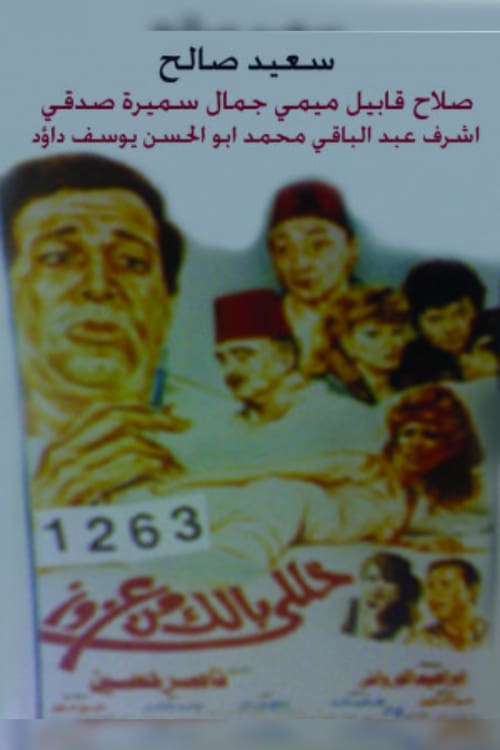 سعيد صالح
صلاح قابيل ميمي جمال سميرة صدقي
اشرف عبد الباقي محمد ابو الحسن يوسف داؤد
1263
خللى بالك من عزوز
ناصر حسين